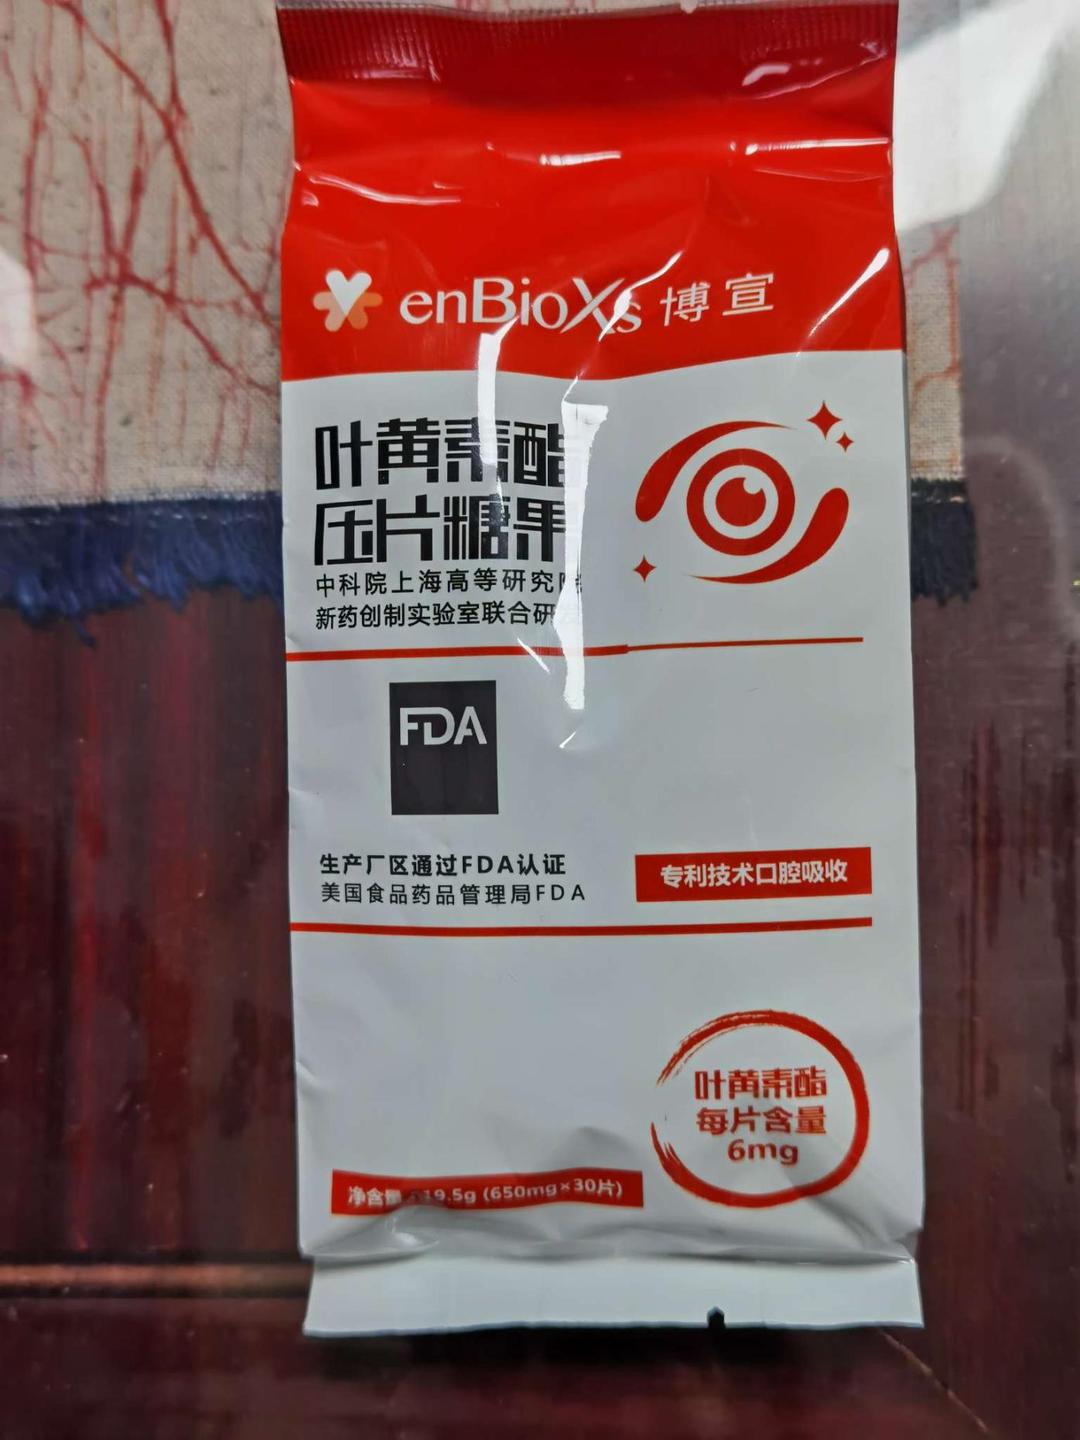 enBioXs 博宣
叶黄素酯
压片糖果
中科院上海高等研究院
新药创制实验室联合研发
FDA
生产厂区通过FDA认证
美国食品药品管理局FDA
专利技术口腔吸收
叶黄素酯
每片含量
6mg
净含量 19.5g (650mg×30片)